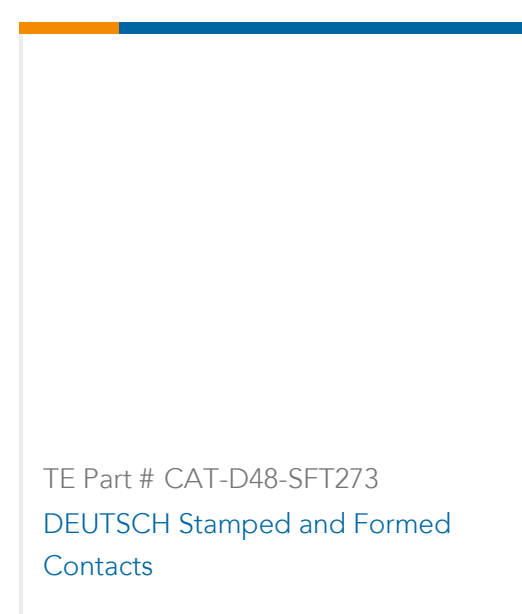 TE Part # CAT-D48-SFT273
DEUTSCH Stamped and Formed
Contacts